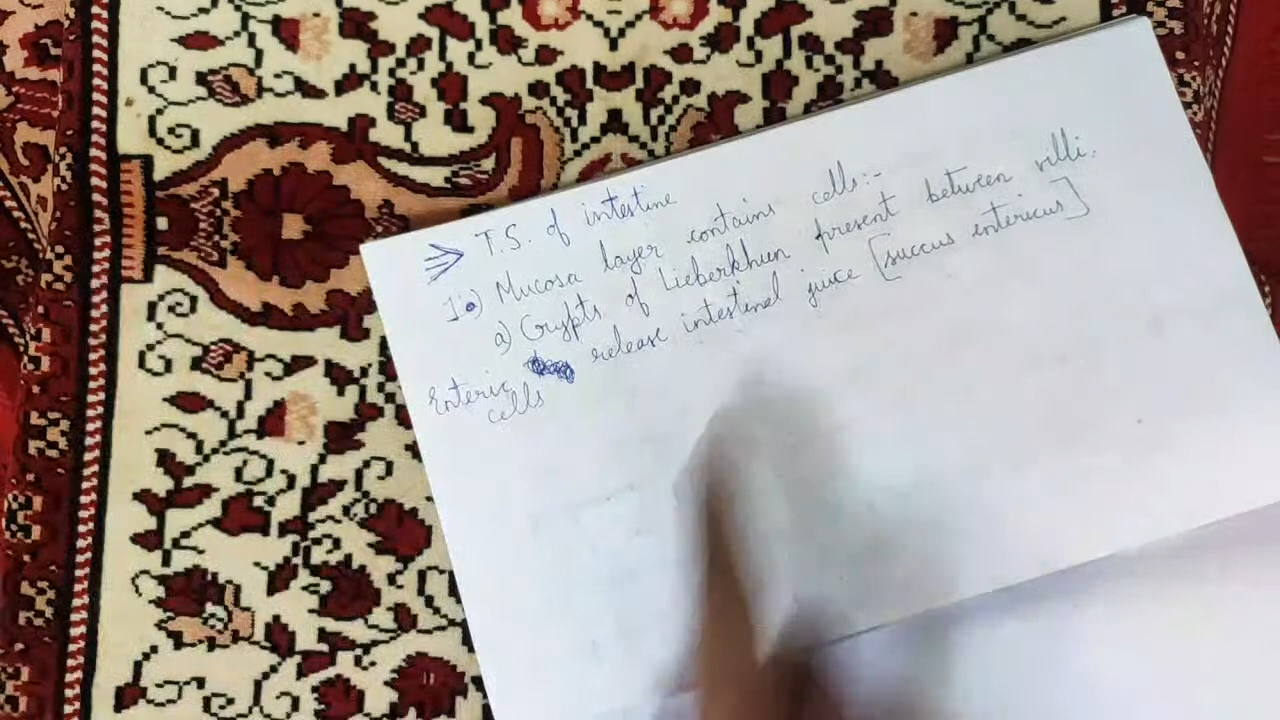 T.S. of intestine
1.) Mucosa layer contains cells:-
a) Crypts of Lieberkhun present between villi.
release intestinal juice [succus entericus]
Enteric
cells